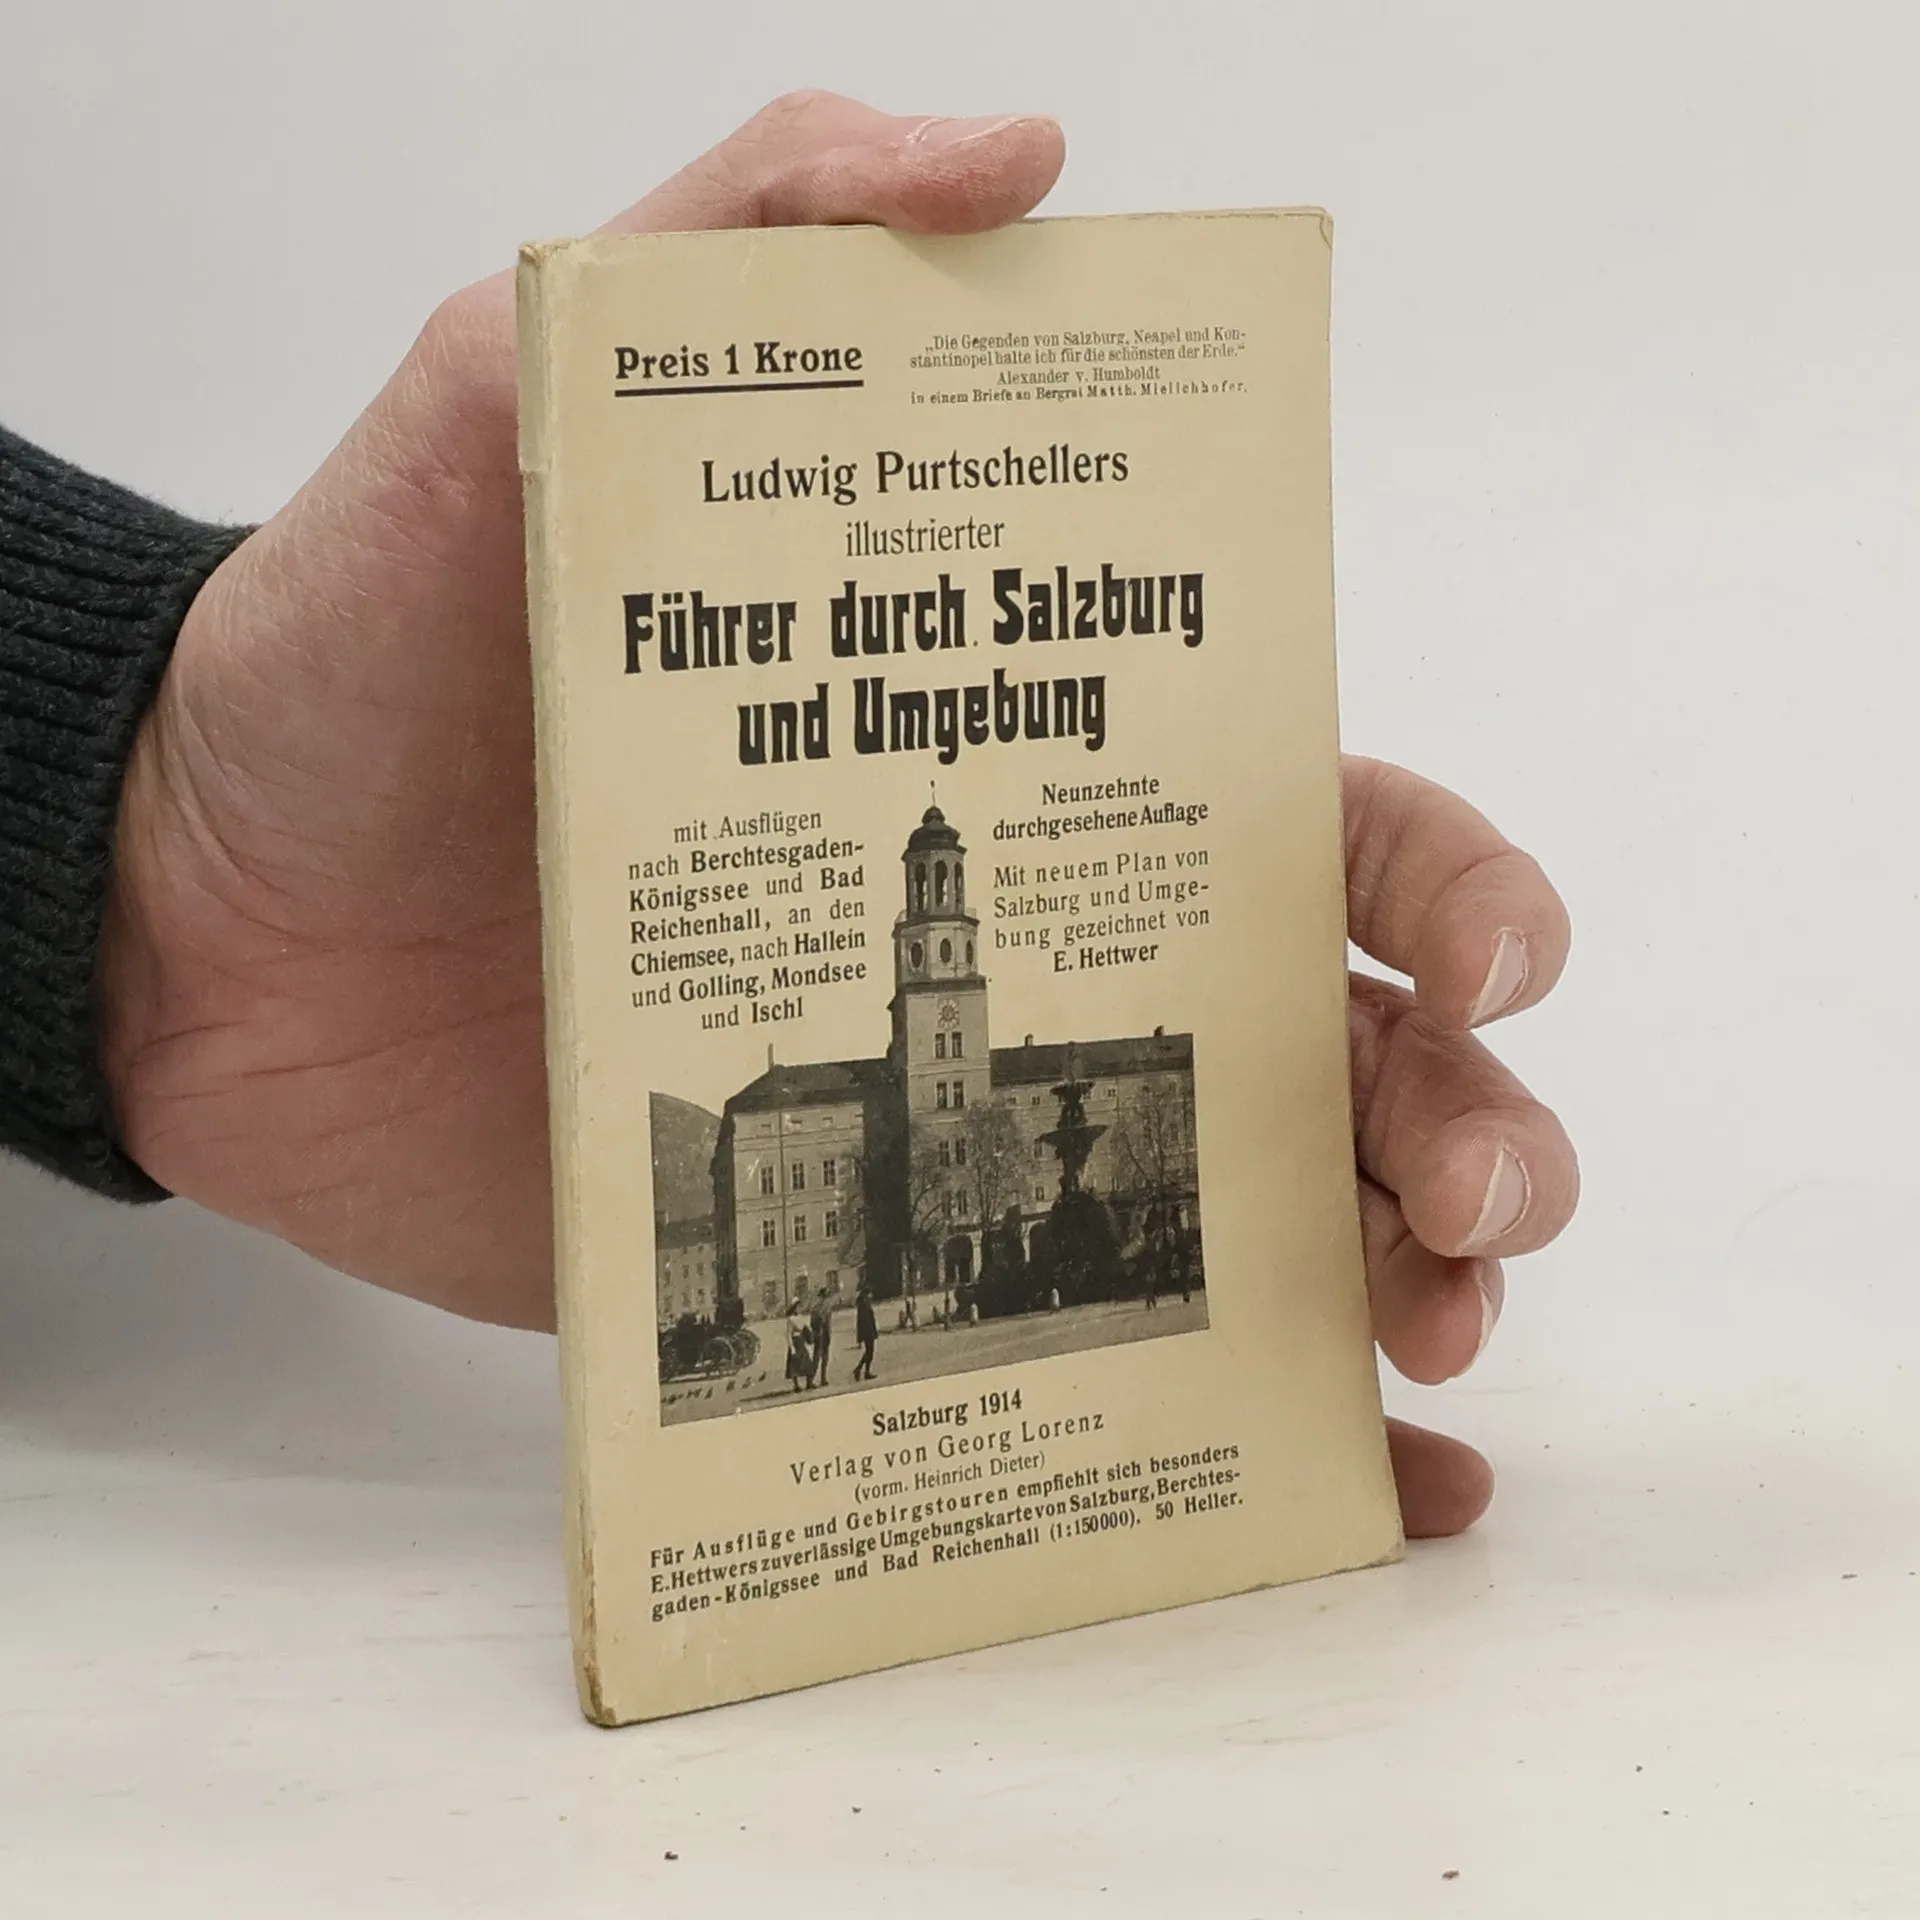 Preis 1 Krone
„Die Gegenden von Salzburg, Neapel und Kon-
stantinopel halte ich für die schönsten der Erde.“
Alexander v. Humboldt
in einem Briefe an Bergrat Matth. Mielichhofer.
Ludwig Purtschellers
illustrierter
Führer durch Salzburg
und Umgebung
mit Ausflügen
nach Berchtesgaden-
Königssee und Bad
Reichenhall, an den
Chiemsee, nach Hallein
und Golling, Mondsee
und Ischl
Neunzehnte
durchgesehene Auflage
Mit neuem Plan von
Salzburg und Umge-
bung gezeichnet von
E. Hettwer
Salzburg 1914
Verlag von Georg Lorenz
(vorm. Heinrich Dieter)
Für Ausflüge und Gebirgstouren empfiehlt sich besonders
E. Hettwers zuverlässige Umgebungskarte von Salzburg, Berchtes-
gaden-Königssee und Bad Reichenhall (1:150000). 50 Heller.